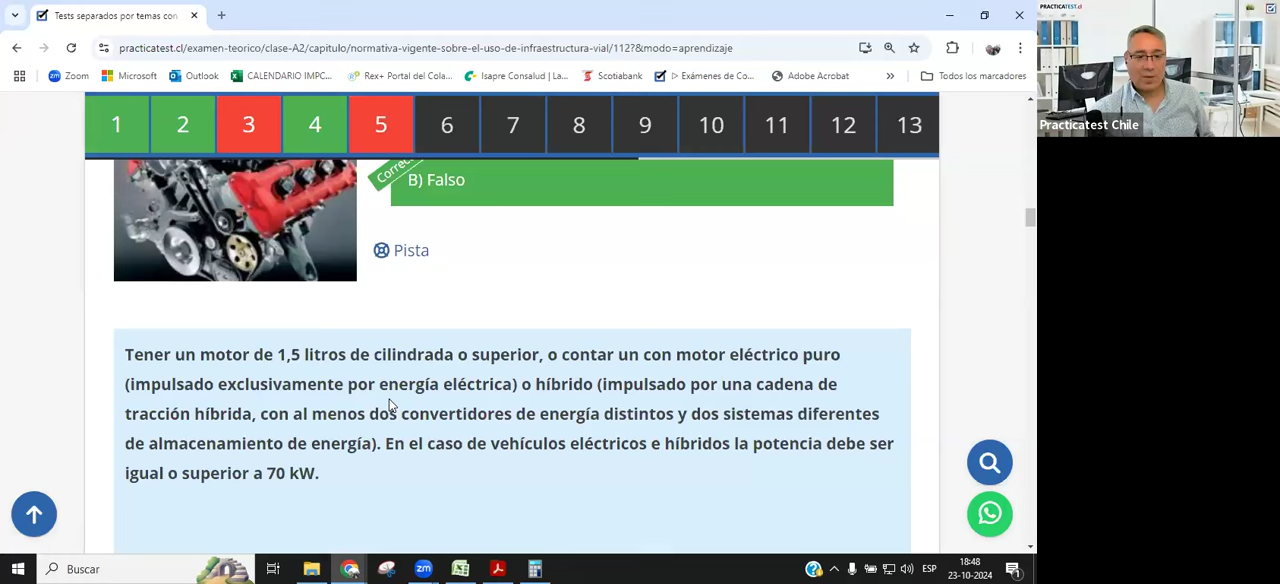 Tests separados por temas con
practicatest.cl/examen-teorico/clase-A2/capitulo/normativa-vigente-sobre-el-uso-de-infraestructura-vial/112?&modo=aprendizaje
Zoom
Microsoft
Outlook
CALENDARIO IMPC...
Rex+ Portal del Cola...
Isapre Consalud | La...
Scotiabank
▷ Exámenes de Co...
Adobe Acrobat
»
Todos los marcadores
PRACTICATEST.cl
Practicatest Chile
1 2 3 4 5 6 7 8 9 10 11 12 13
B) Falso
Pista
Tener un motor de 1,5 litros de cilindrada o superior, o contar un con motor eléctrico puro
(impulsado exclusivamente por energía eléctrica) o híbrido (impulsado por una cadena de
tracción híbrida, con al menos dos convertidores de energía distintos y dos sistemas diferentes
de almacenamiento de energía). En el caso de vehículos eléctricos e híbridos la potencia debe ser
igual o superior a 70 kW.
Buscar
ESP
18:48
23-10-2024